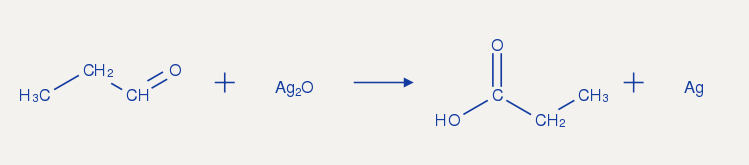 H₃C CH₂ CH O + Ag₂O → O C HO CH₂ CH₃ + Ag